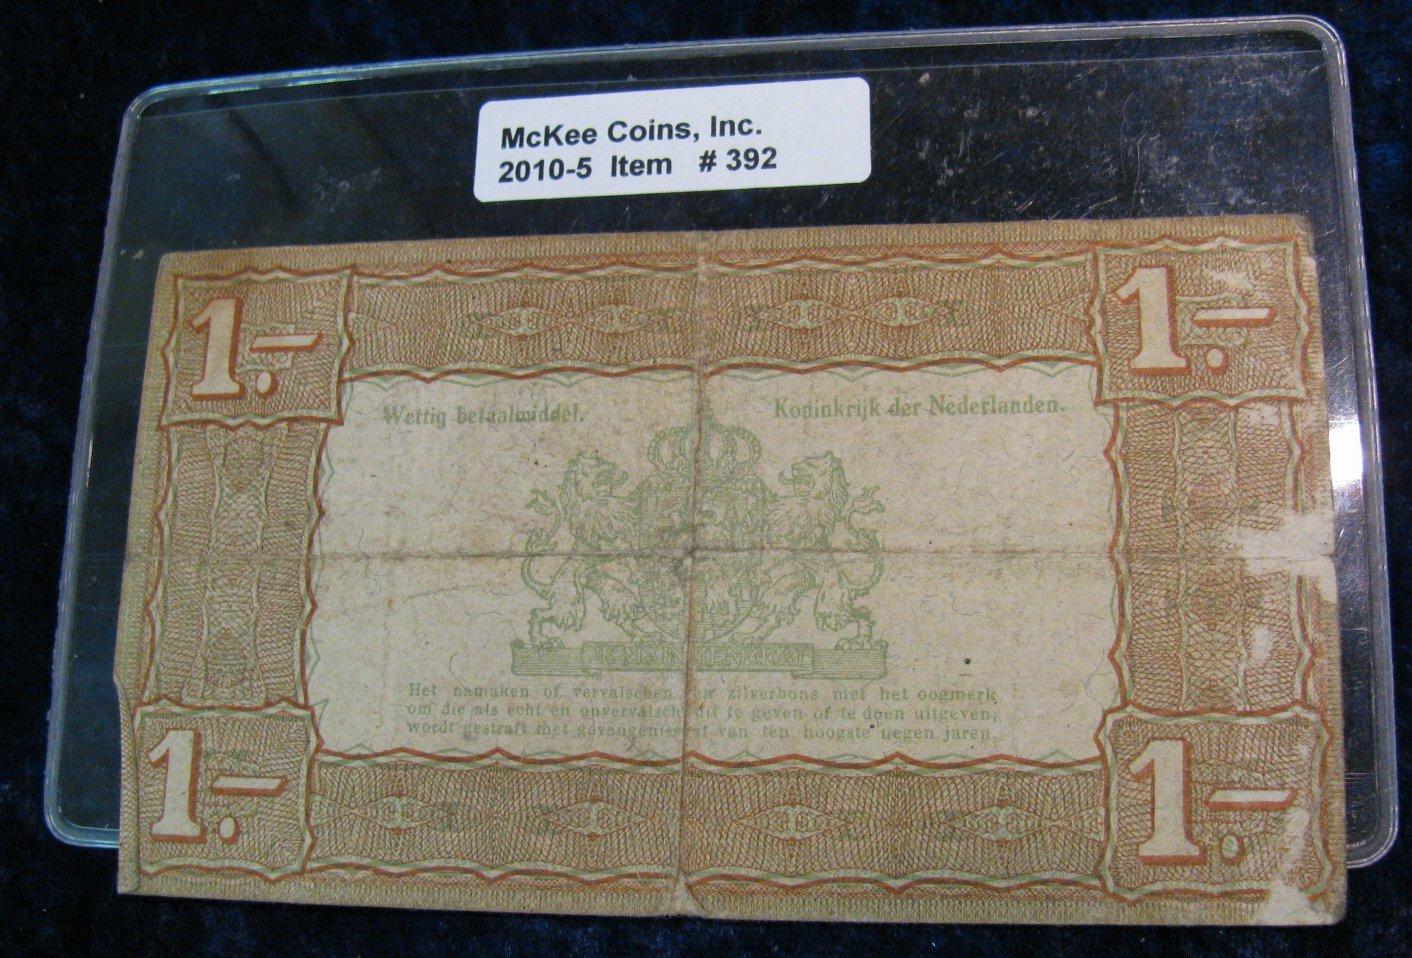 McKee Coins, Inc.
2010-5 Item # 392
1.–
1.–
Wettig betaalmiddel.
Koninkrijk der Nederlanden.
JE MAINTIENDRAI
Het namaken of vervalschen en zilverbons met het oogmerk
om die als echt en onvervalscht uit te geven of te doen uitgeven,
wordt gestraft met gevangenisstraf van ten hoogste negen jaren.
1.–
1.–